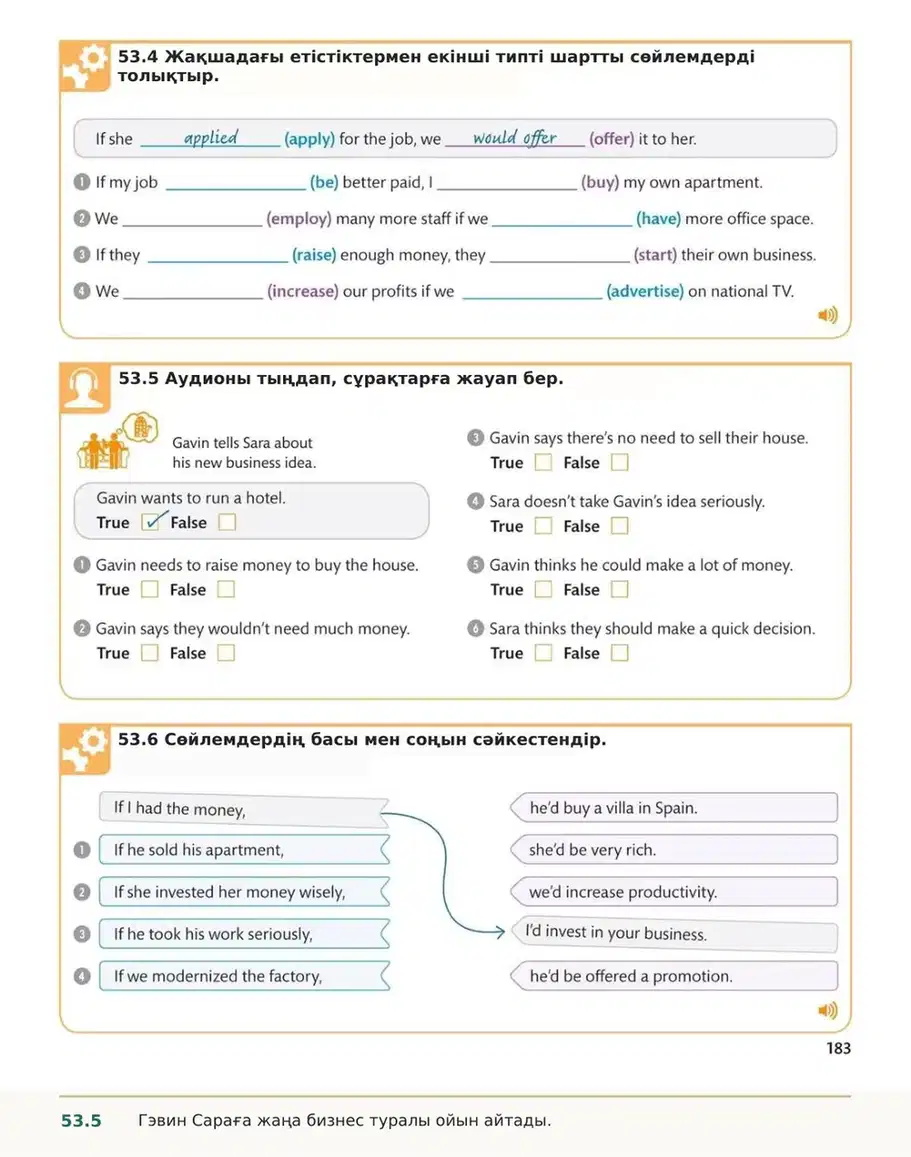 53.4 Жақшадағы етістіктермен екінші типті шартты сөйлемдерді
толықтыр.
If she applied (apply) for the job, we would offer (offer) it to her.
1 If my job ______ (be) better paid, I ______ (buy) my own apartment.
2 We ______ (employ) many more staff if we ______ (have) more office space.
3 If they ______ (raise) enough money, they ______ (start) their own business.
4 We ______ (increase) our profits if we ______ (advertise) on national TV.
53.5 Аудионы тыңдап, сұрақтарға жауап бер.
Gavin tells Sara about
his new business idea.
Gavin wants to run a hotel.
True ✓ False
1 Gavin needs to raise money to buy the house.
True False
2 Gavin says they wouldn't need much money.
True False
3 Gavin says there's no need to sell their house.
True False
4 Sara doesn't take Gavin's idea seriously.
True False
5 Gavin thinks he could make a lot of money.
True False
6 Sara thinks they should make a quick decision.
True False
53.6 Сөйлемдердің басы мен соңын сәйкестендір.
If I had the money,
1 If he sold his apartment,
2 If she invested her money wisely,
3 If he took his work seriously,
4 If we modernized the factory,
he'd buy a villa in Spain.
she'd be very rich.
we'd increase productivity.
I'd invest in your business.
he'd be offered a promotion.
183
53.5 Гэвин Сараға жаңа бизнес туралы ойын айтады.